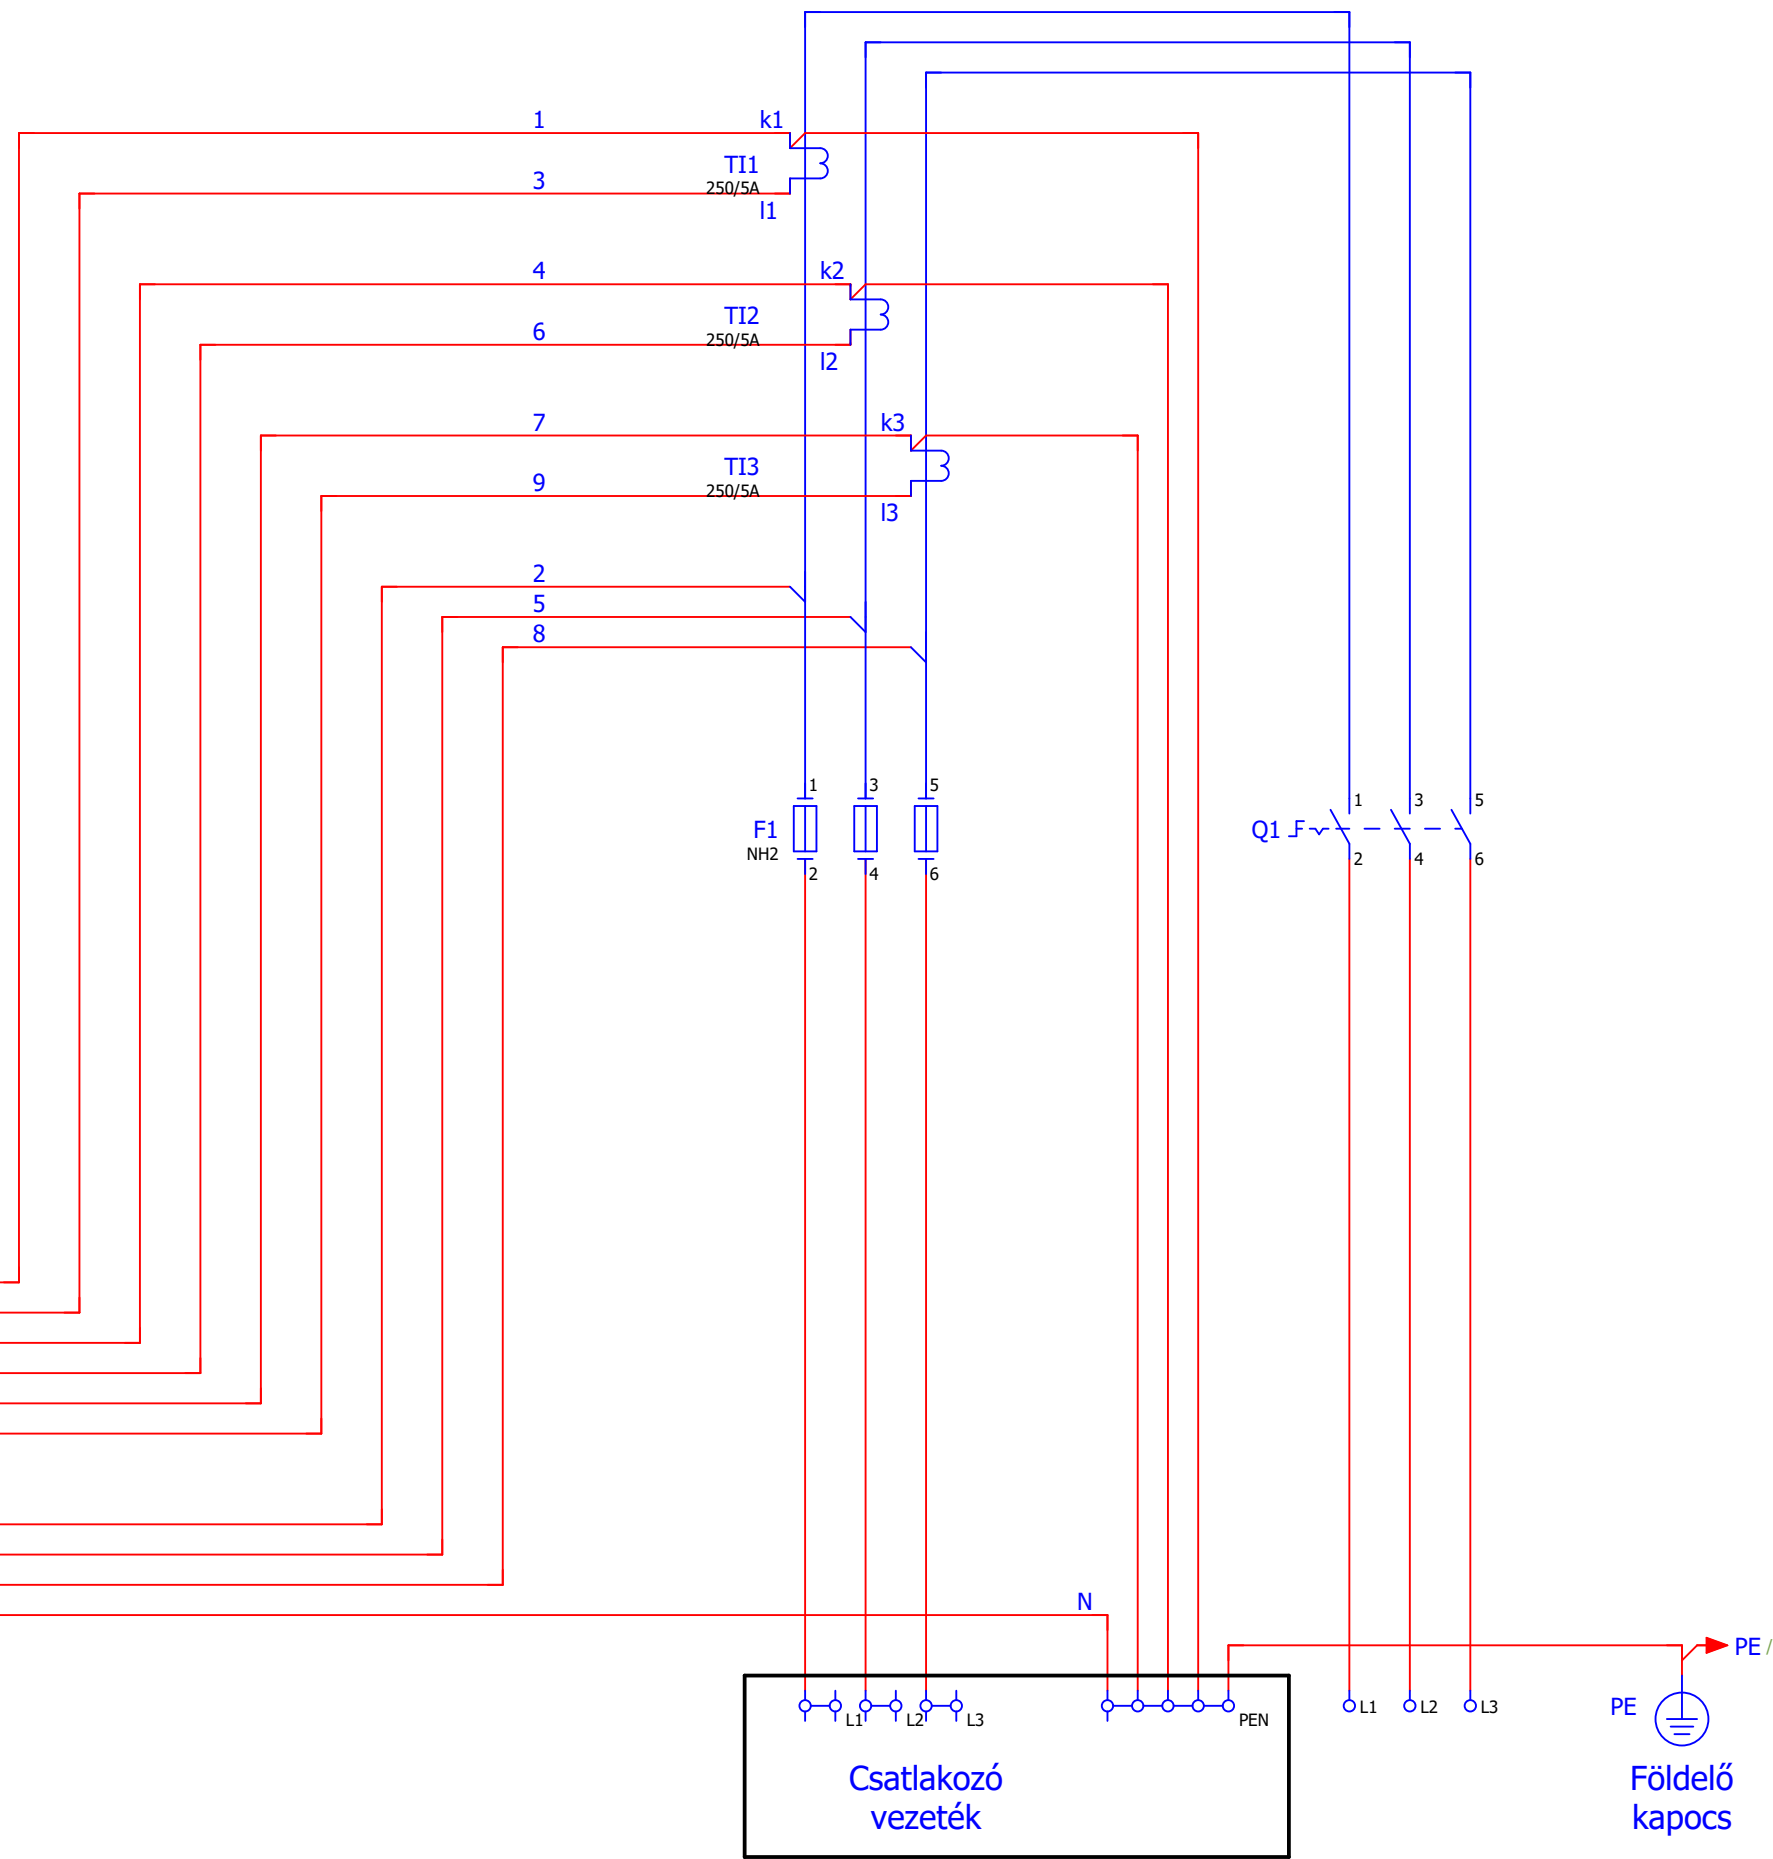 1 k1
TI1
3 250/5A
l1
4 k2
TI2
6 250/5A
l2
7 k3
TI3
9 250/5A
l3
2
5
8
1 3 5
1 3 5
F1
Q1
NH2
2 4 6
2 4 6
N
PE /
L1 L2 L3 PEN
L1 L2 L3
PE
Csatlakozó
vezeték
Földelő
kapocs